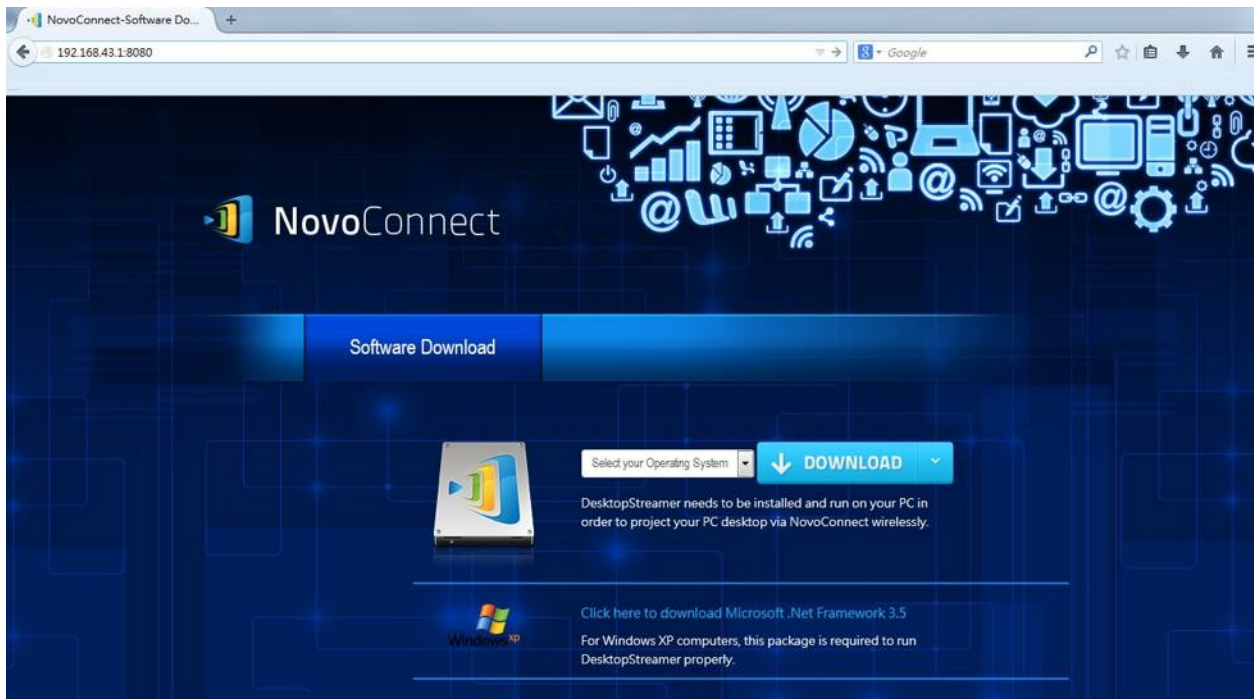 NovoConnect-Software Do...
192.168.43.1:8080
Google
NovoConnect
Software Download
Select your Operating System
DOWNLOAD
DesktopStreamer needs to be installed and run on your PC in
order to project your PC desktop via NovoConnect wirelessly.
Click here to download Microsoft .Net Framework 3.5
Windows xp
For Windows XP computers, this package is required to run
DesktopStreamer properly.